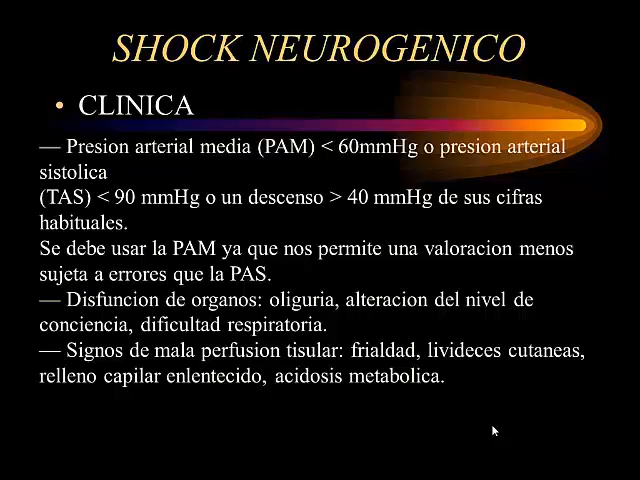 SHOCK NEUROGENICO
• CLINICA
— Presion arterial media (PAM) < 60mmHg o presion arterial
sistolica
(TAS) < 90 mmHg o un descenso > 40 mmHg de sus cifras
habituales.
Se debe usar la PAM ya que nos permite una valoracion menos
sujeta a errores que la PAS.
— Disfuncion de organos: oliguria, alteracion del nivel de
conciencia, dificultad respiratoria.
— Signos de mala perfusion tisular: frialdad, livideces cutaneas,
relleno capilar enlentecido, acidosis metabolica.